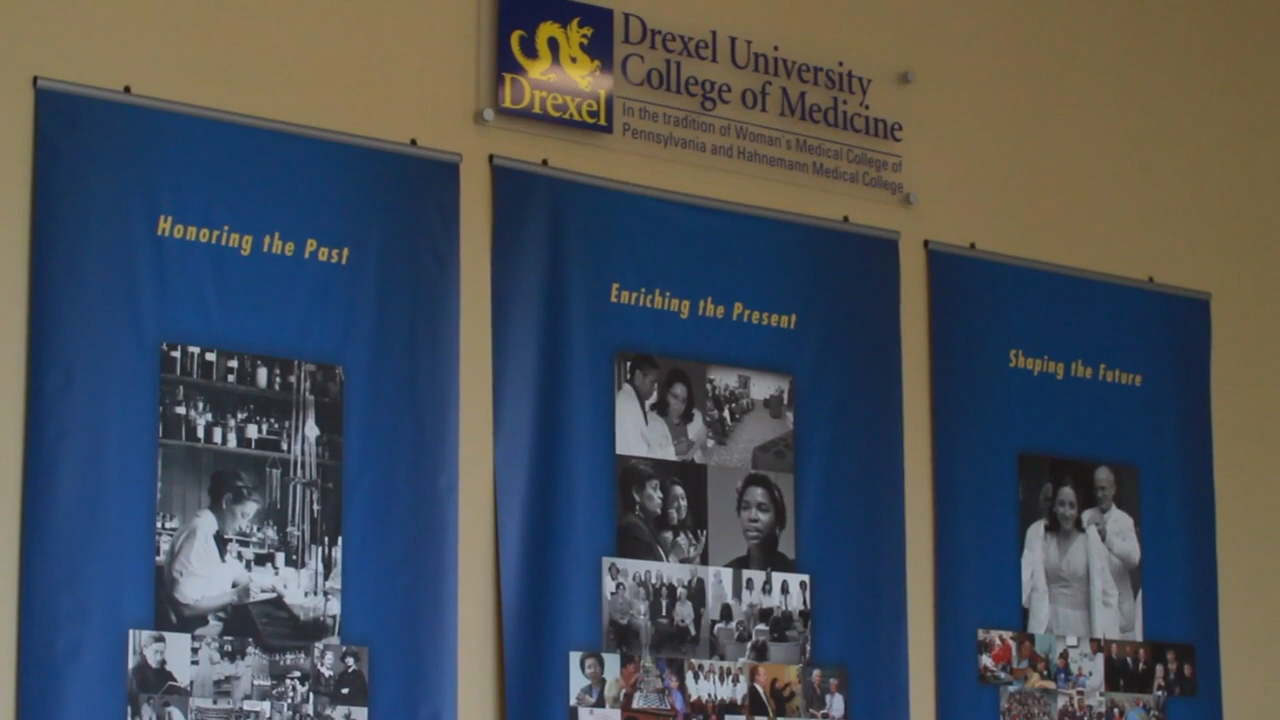 Drexel
Drexel University
College of Medicine
In the tradition of Woman's Medical College of
Pennsylvania and Hahnemann Medical College
Honoring the Past
Enriching the Present
Shaping the Future